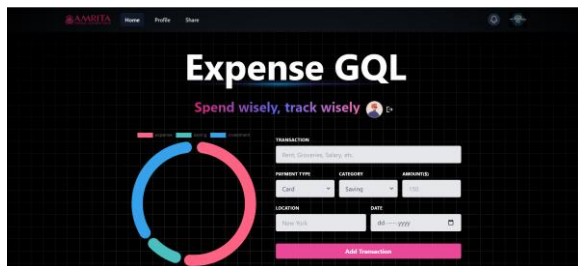 AMRITA Home Profile Share
Expense GQL
Spend wisely, track wisely
expense saving investment
TRANSACTION
Rent, Groceries, Salary, etc.
PAYMENT TYPE CATEGORY AMOUNT($)
Card Saving 150
LOCATION DATE
New York dd-----yyyy
Add Transaction